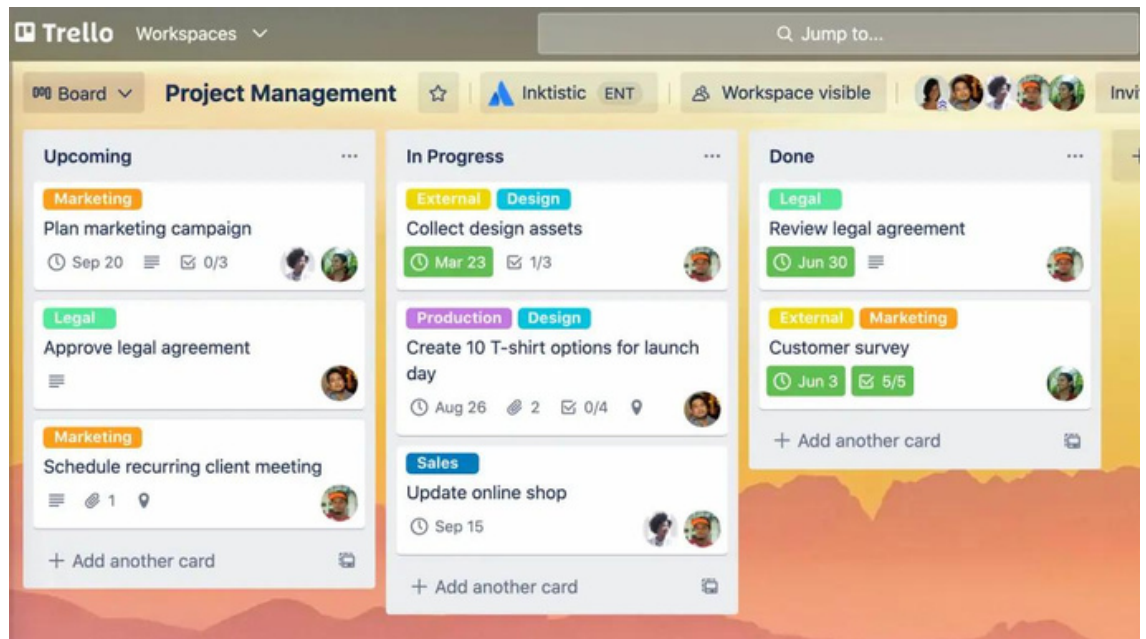 Trello Workspaces Jump to...
Board Project Management Inktistic ENT Workspace visible Invi
Upcoming
Marketing
Plan marketing campaign
Sep 20 0/3
Legal
Approve legal agreement
Marketing
Schedule recurring client meeting
1
+ Add another card
In Progress
External Design
Collect design assets
Mar 23 1/3
Production Design
Create 10 T-shirt options for launch
day
Aug 26 2 0/4
Sales
Update online shop
Sep 15
+ Add another card
Done
Legal
Review legal agreement
Jun 30
External Marketing
Customer survey
Jun 3 5/5
+ Add another card